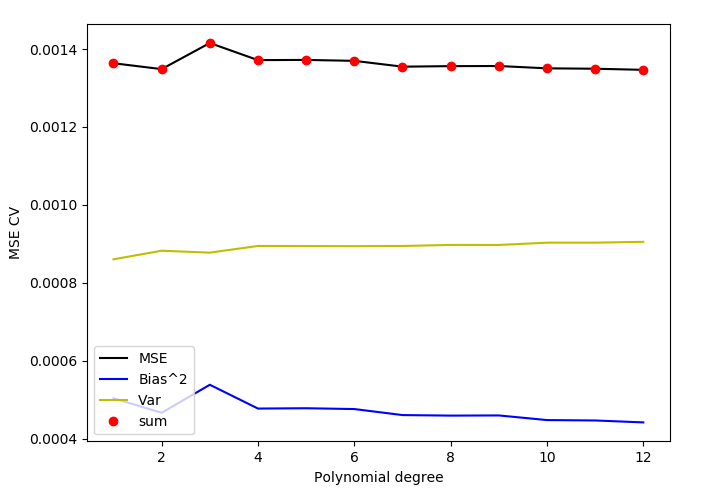 0.0014
0.0012
0.0010
0.0008
0.0006
0.0004
MSE CV
MSE
Bias^2
Var
sum
2 4 6 8 10 12
Polynomial degree